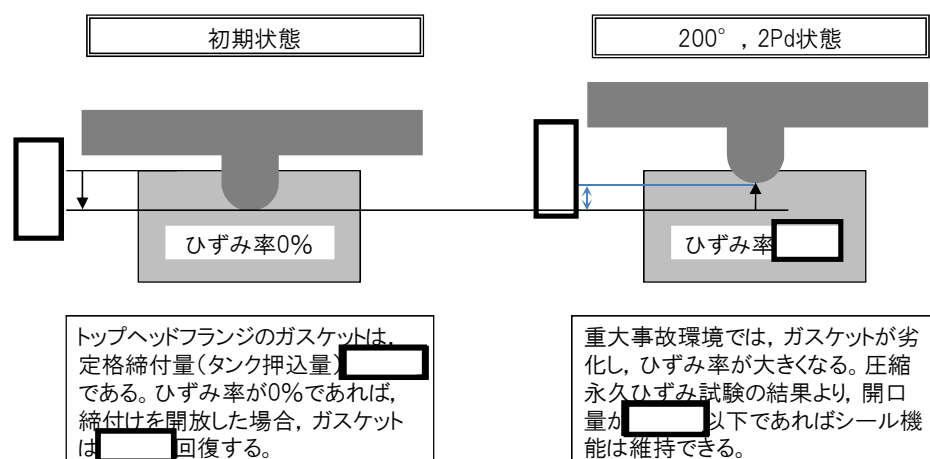 初期状態
200°，2Pd状態
ひずみ率0%
ひずみ率
トップヘッドフランジのガスケットは，
定格締付量（タンク押込量）
である。ひずみ率が0%であれば，
締付けを開放した場合，ガスケット
は 回復する。
重大事故環境では，ガスケットが劣
化し，ひずみ率が大きくなる。圧縮
永久ひずみ試験の結果より，開口
量が 以下であればシール機
能は維持できる。